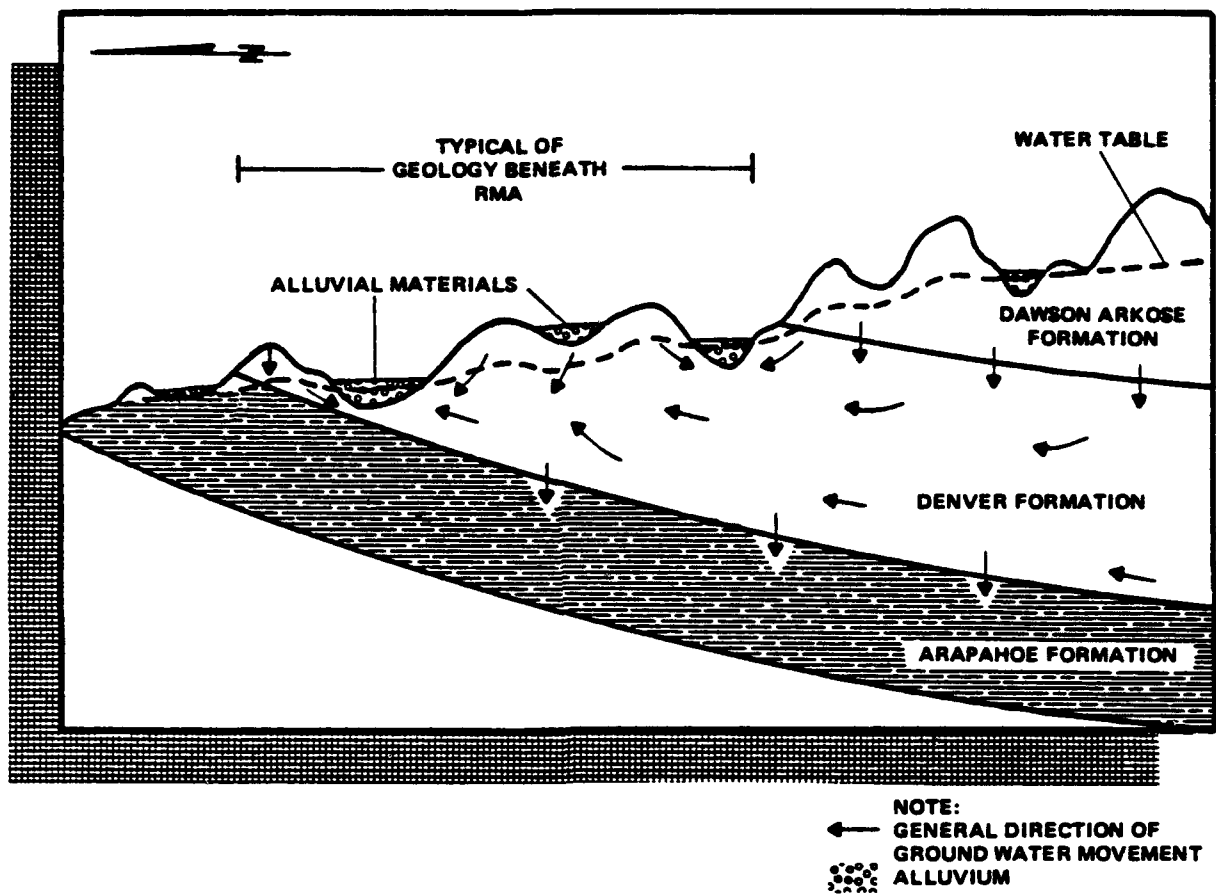 N
TYPICAL OF
GEOLOGY BENEATH
RMA
WATER TABLE
ALLUVIAL MATERIALS
DAWSON ARKOSE
FORMATION
DENVER FORMATION
ARAPAHOE FORMATION
NOTE:
GENERAL DIRECTION OF
GROUND WATER MOVEMENT
ALLUVIUM